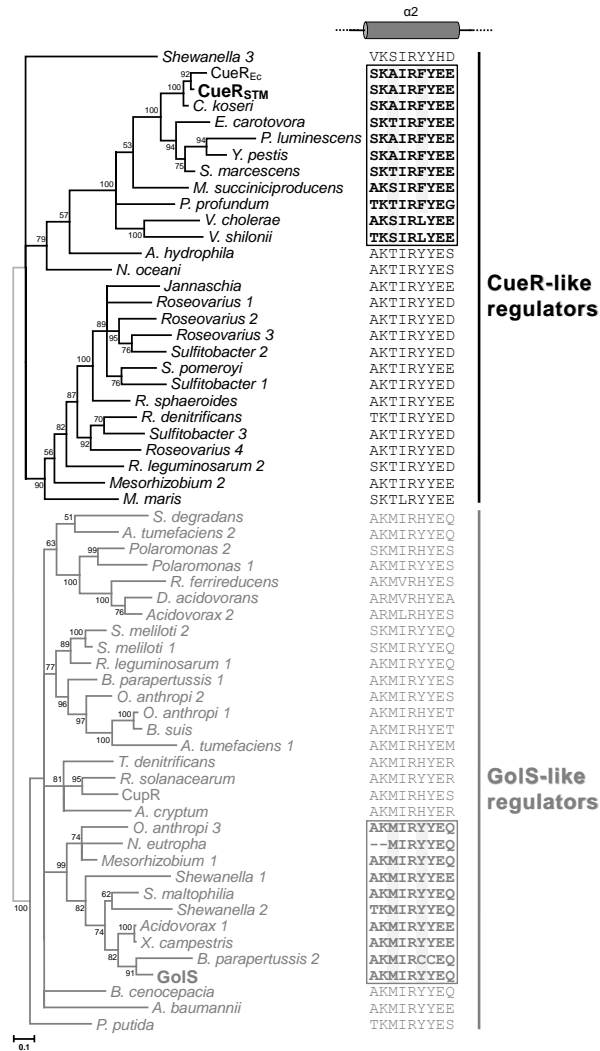 α2
Shewanella 3 VKSIRYYHD
CueREc SKAIRFYEE
CueRSTM SKAIRFYEE
C. koseri SKAIRFYEE
E. carotovora SKTIRFYEE
P. luminescens SKAIRFYEE
Y. pestis SKAIRFYEE
S. marcescens SKTIRFYEE
M. succiniciproducens AKSIRFYEE
P. profundum TKTIRFYEG
V. cholerae AKSIRLYEE
V. shilonii TKSIRLYEE
A. hydrophila AKTIRYYES
N. oceani AKTIRYYES
Jannaschia AKTIRYYEE
Roseovarius 1 AKTIRYYED
Roseovarius 2 AKTIRYYED
Roseovarius 3 AKTIRYYED
Sulfitobacter 2 AKTIRYYED
S. pomeroyi AKTIRYYEE
Sulfitobacter 1 AKTIRYYED
R. sphaeroides AKTIRYYEE
R. denitrificans TKTIRYYED
Sulfitobacter 3 AKTIRYYED
Roseovarius 4 AKTIRYYED
R. leguminosarum 2 SKTIRYYED
Mesorhizobium 2 AKTIRYYEE
M. maris SKTLRYYEE
CueR-like
regulators
S. degradans AKMIRHYEQ
A. tumefaciens 2 AKMIRHYEQ
Polaromonas 2 SKMIRHYES
Polaromonas 1 AKMIRHYES
R. ferrireducens AKMVRHYES
D. acidovorans ARMVRHYEA
Acidovorax 2 ARMLRHYES
S. meliloti 2 SKMIRYYEQ
S. meliloti 1 SKMIRYYEQ
R. leguminosarum 1 AKMIRYYEQ
B. parapertussis 1 AKMIRYYES
O. anthropi 2 AKMIRYYES
O. anthropi 1 AKMIRHYET
B. suis AKMIRHYET
A. tumefaciens 1 AKMIRHYEM
T. denitrificans AKMIRHYER
R. solanacearum AKMIRYYER
CupR AKMIRHYES
A. cryptum AKMIRHYER
O. anthropi 3 AKMIRYYEQ
N. eutropha --MIRYYEQ
Mesorhizobium 1 AKMIRYYEQ
Shewanella 1 AKMIRYYEE
S. maltophilia AKMIRYYEQ
Shewanella 2 TKMIRYYEQ
Acidovorax 1 AKMIRYYEE
X. campestris AKMIRYYEE
B. parapertussis 2 AKMIRCCEQ
GolS AKMIRYYEQ
B. cenocepacia AKMIRYYEQ
A. baumannii AKMIRYYEE
P. putida TKMIRYYES
GolS-like
regulators
92
100
100
94
94
75
53
100
100
57
79
89
95
76
100
76
87
70
92
82
56
90
51
63
99
100
100
76
100
89
77
96
97
100
100
81
95
74
99
82
62
74
100
82
91
100
0.1